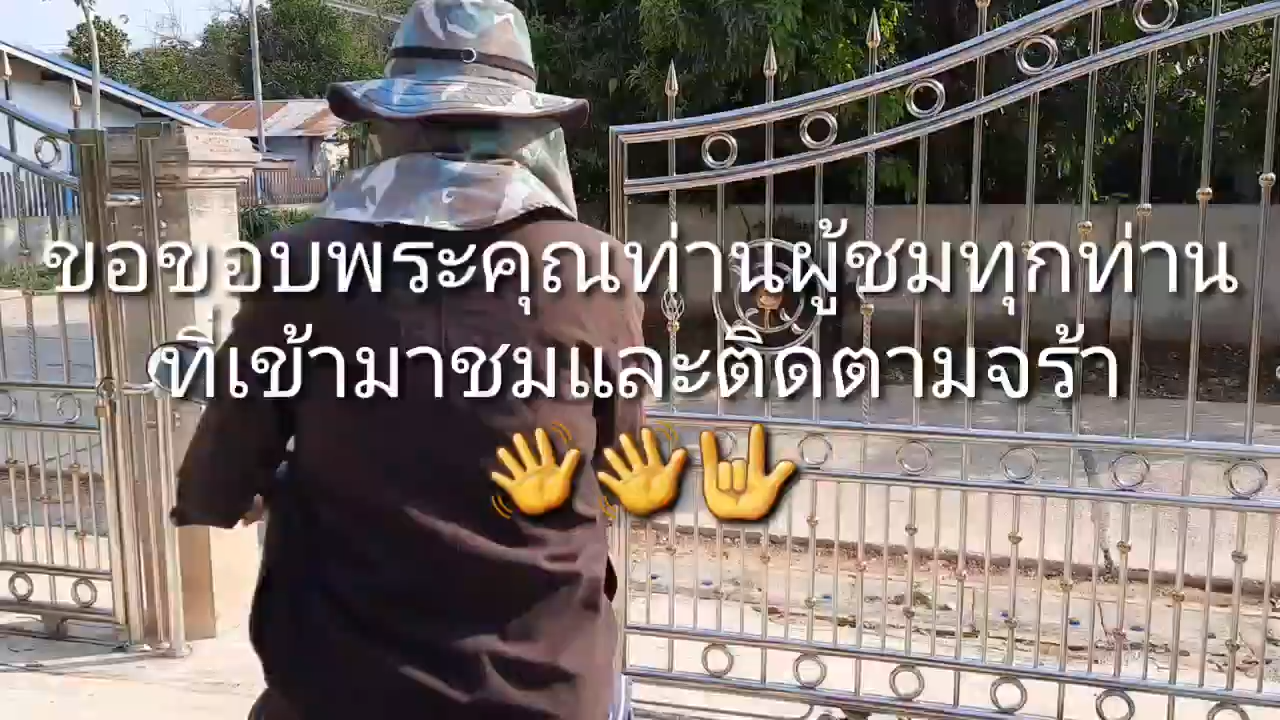 ขอขอบพระคุณท่านผู้ชมทุกท่าน
ที่เข้ามาชมและติดตามจร้า
👋👋🤟